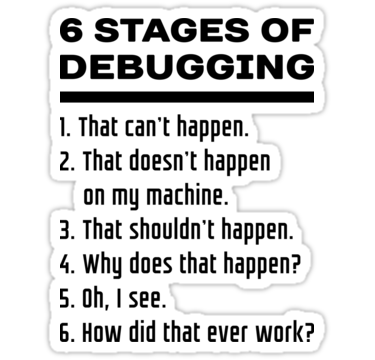 6 STAGES OF
DEBUGGING
1. That can't happen.
2. That doesn't happen
on my machine.
3. That shouldn't happen.
4. Why does that happen?
5. Oh, I see.
6. How did that ever work?